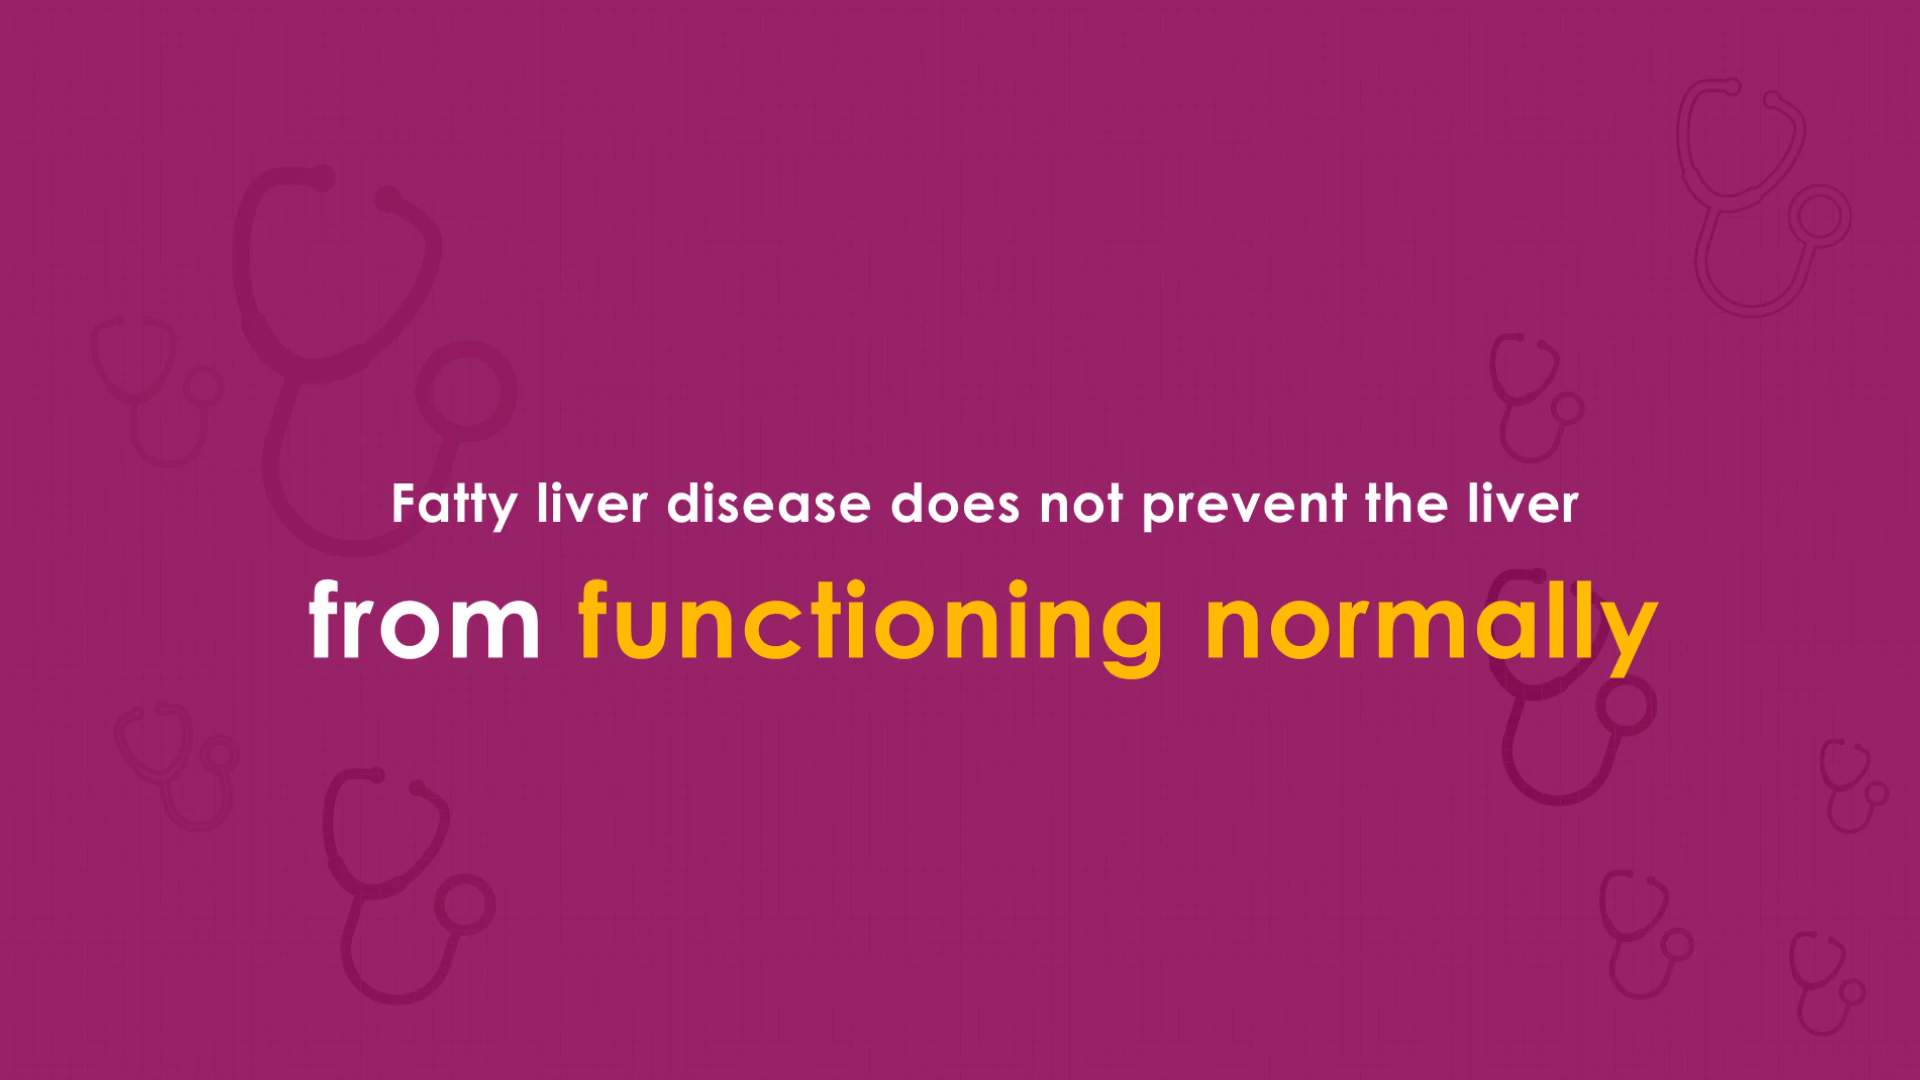 Fatty liver disease does not prevent the liver
from functioning normally